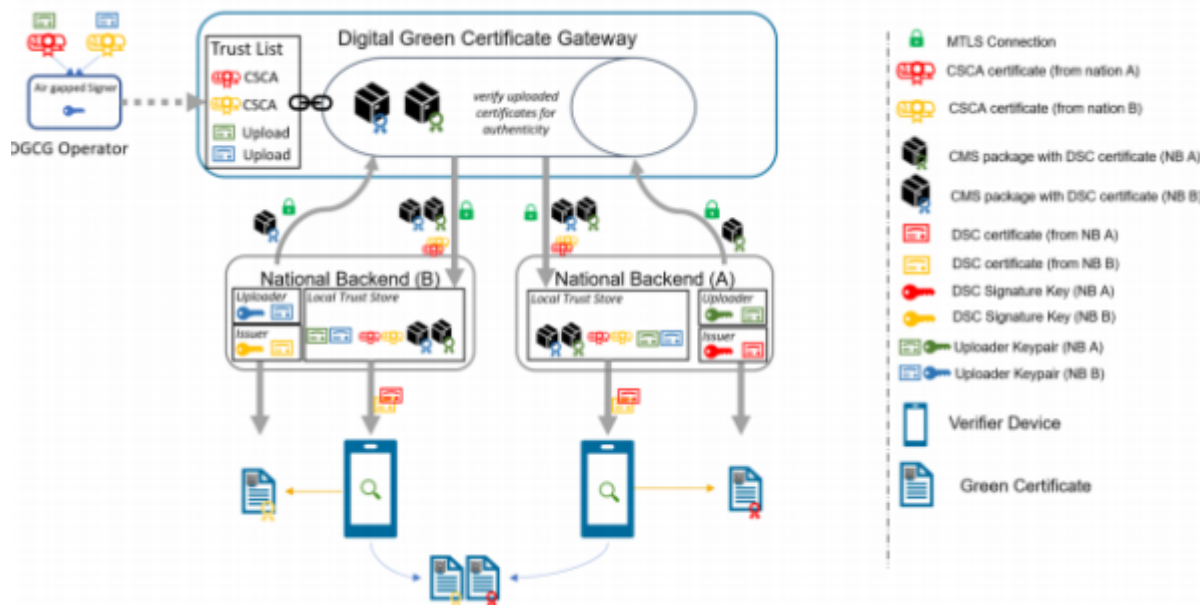 Digital Green Certificate Gateway
Trust List
CSCA
CSCA
Upload
Upload
verify uploaded
certificates for
authenticity
Air gapped Signer
DGCG Operator
National Backend (B)
Uploader
Local Trust Store
Issuer
National Backend (A)
Local Trust Store
Uploader
Issuer
MTLS Connection
CSCA certificate (from nation A)
CSCA certificate (from nation B)
CMS package with DSC certificate (NB A)
CMS package with DSC certificate (NB B)
DSC certificate (from NB A)
DSC certificate (from NB B)
DSC Signature Key (NB A)
DSC Signature Key (NB B)
Uploader Keypair (NB A)
Uploader Keypair (NB B)
Verifier Device
Green Certificate